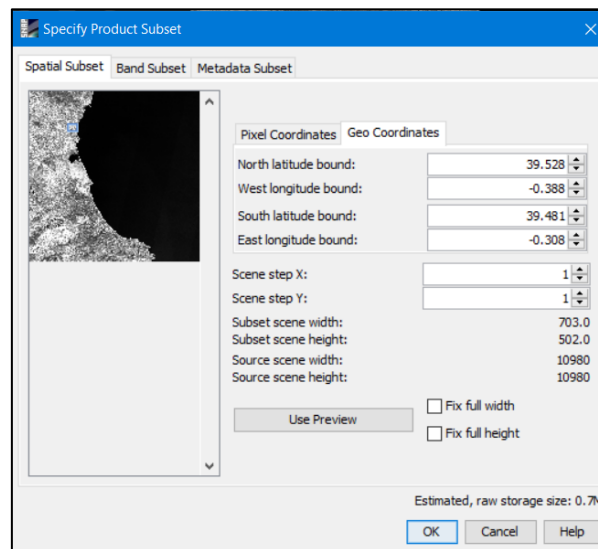 Specify Product Subset
Spatial Subset Band Subset Metadata Subset
Pixel Coordinates Geo Coordinates
North latitude bound: 39.528
West longitude bound: -0.388
South latitude bound: 39.481
East longitude bound: -0.308
Scene step X: 1
Scene step Y: 1
Subset scene width: 703.0
Subset scene height: 502.0
Source scene width: 10980
Source scene height: 10980
Use Preview
Fix full width
Fix full height
Estimated, raw storage size: 0.7
OK Cancel Help